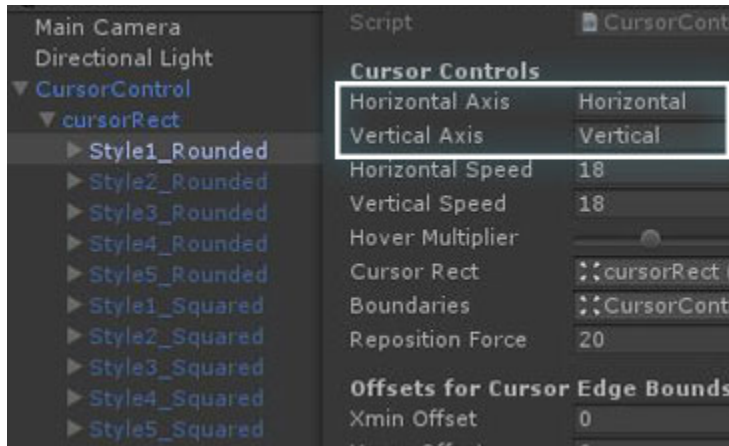 Main Camera
Directional Light
CursorControl
cursorRect
Style1_Rounded
Style2_Rounded
Style3_Rounded
Style4_Rounded
Style5_Rounded
Style1_Squared
Style2_Squared
Style3_Squared
Style4_Squared
Style5_Squared
Script CursorCont
Cursor Controls
Horizontal Axis Horizontal
Vertical Axis Vertical
Horizontal Speed 18
Vertical Speed 18
Hover Multiplier
Cursor Rect cursorRect
Boundaries CursorCont
Reposition Force 20
Offsets for Cursor Edge Bounds
Xmin Offset 0